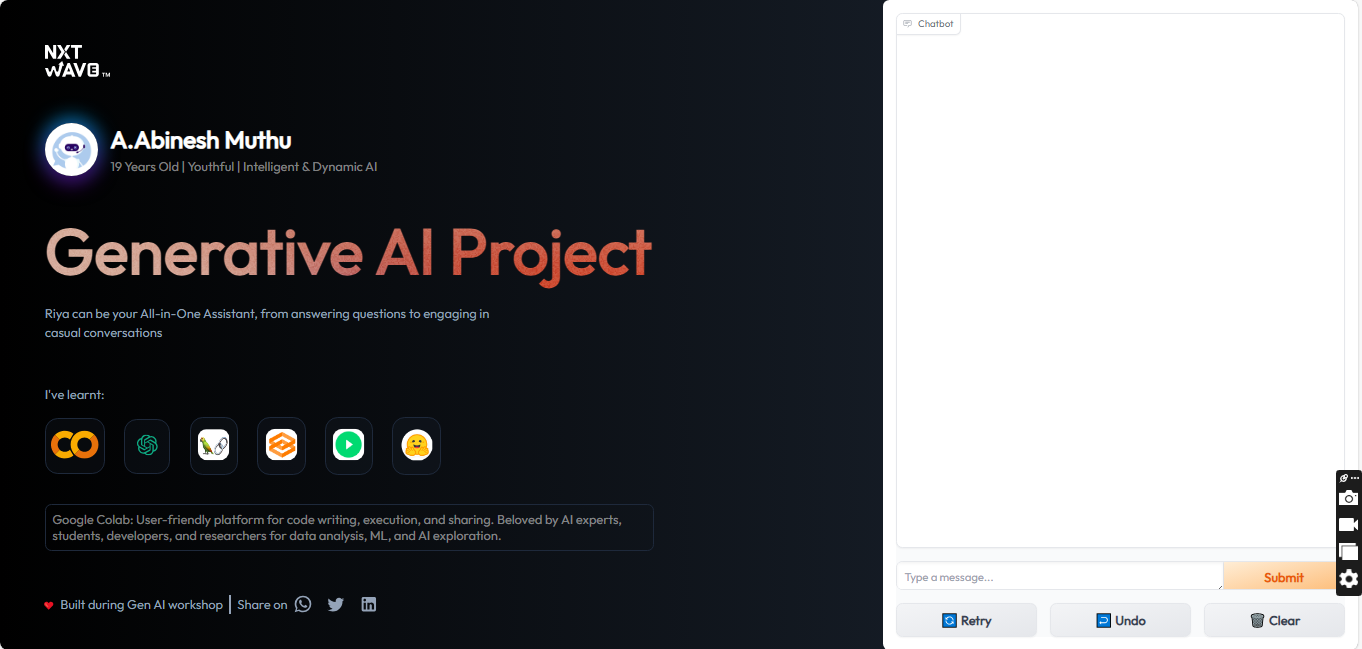 NXT
WAVE™
A.Abinesh Muthu
19 Years Old | Youthful | Intelligent & Dynamic AI
Generative AI Project
Riya can be your All-in-One Assistant, from answering questions to engaging in
casual conversations
I've learnt:
Google Colab: User-friendly platform for code writing, execution, and sharing. Beloved by AI experts,
students, developers, and researchers for data analysis, ML, and AI exploration.
Built during Gen AI workshop | Share on
Chatbot
Type a message...
Submit
Retry
Undo
Clear